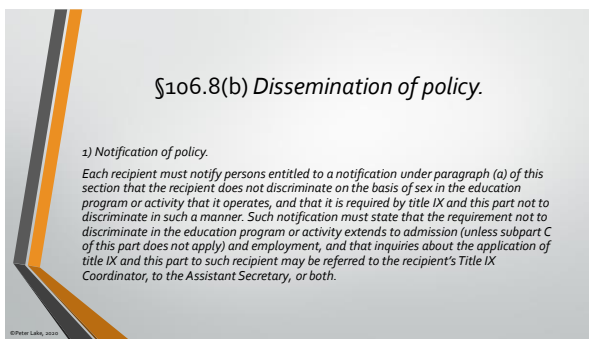 §106.8(b) Dissemination of policy.
1) Notification of policy.
Each recipient must notify persons entitled to a notification under paragraph (a) of this
section that the recipient does not discriminate on the basis of sex in the education
program or activity that it operates, and that it is required by title IX and this part not to
discriminate in such a manner. Such notification must state that the requirement not to
discriminate in the education program or activity extends to admission (unless subpart C
of this part does not apply) and employment, and that inquiries about the application of
title IX and this part to such recipient may be referred to the recipient's Title IX
Coordinator, to the Assistant Secretary, or both.
©Peter Lake, 2020